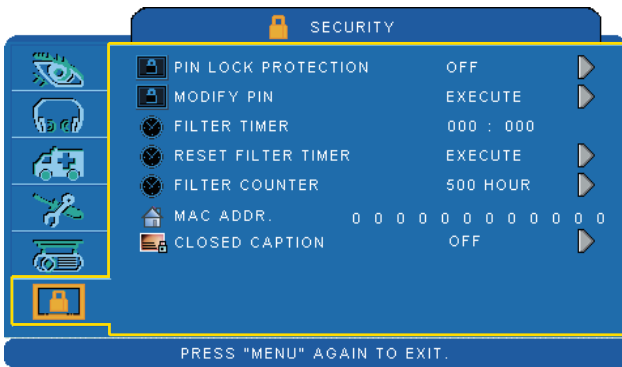 SECURITY
PIN LOCK PROTECTION OFF
MODIFY PIN EXECUTE
FILTER TIMER 000 : 000
RESET FILTER TIMER EXECUTE
FILTER COUNTER 500 HOUR
MAC ADDR. 0 0 0 0 0 0 0 0 0 0 0 0
CLOSED CAPTION OFF
PRESS "MENU" AGAIN TO EXIT.